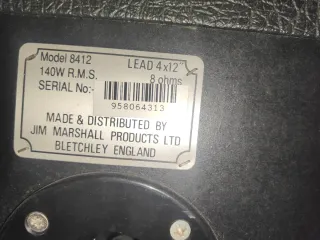 Model 8412 LEAD 4x12"
140W R.M.S. 8 ohms
SERIAL No:-
958064313
MADE & DISTRIBUTED BY
JIM MARSHALL PRODUCTS LTD
BLETCHLEY ENGLAND